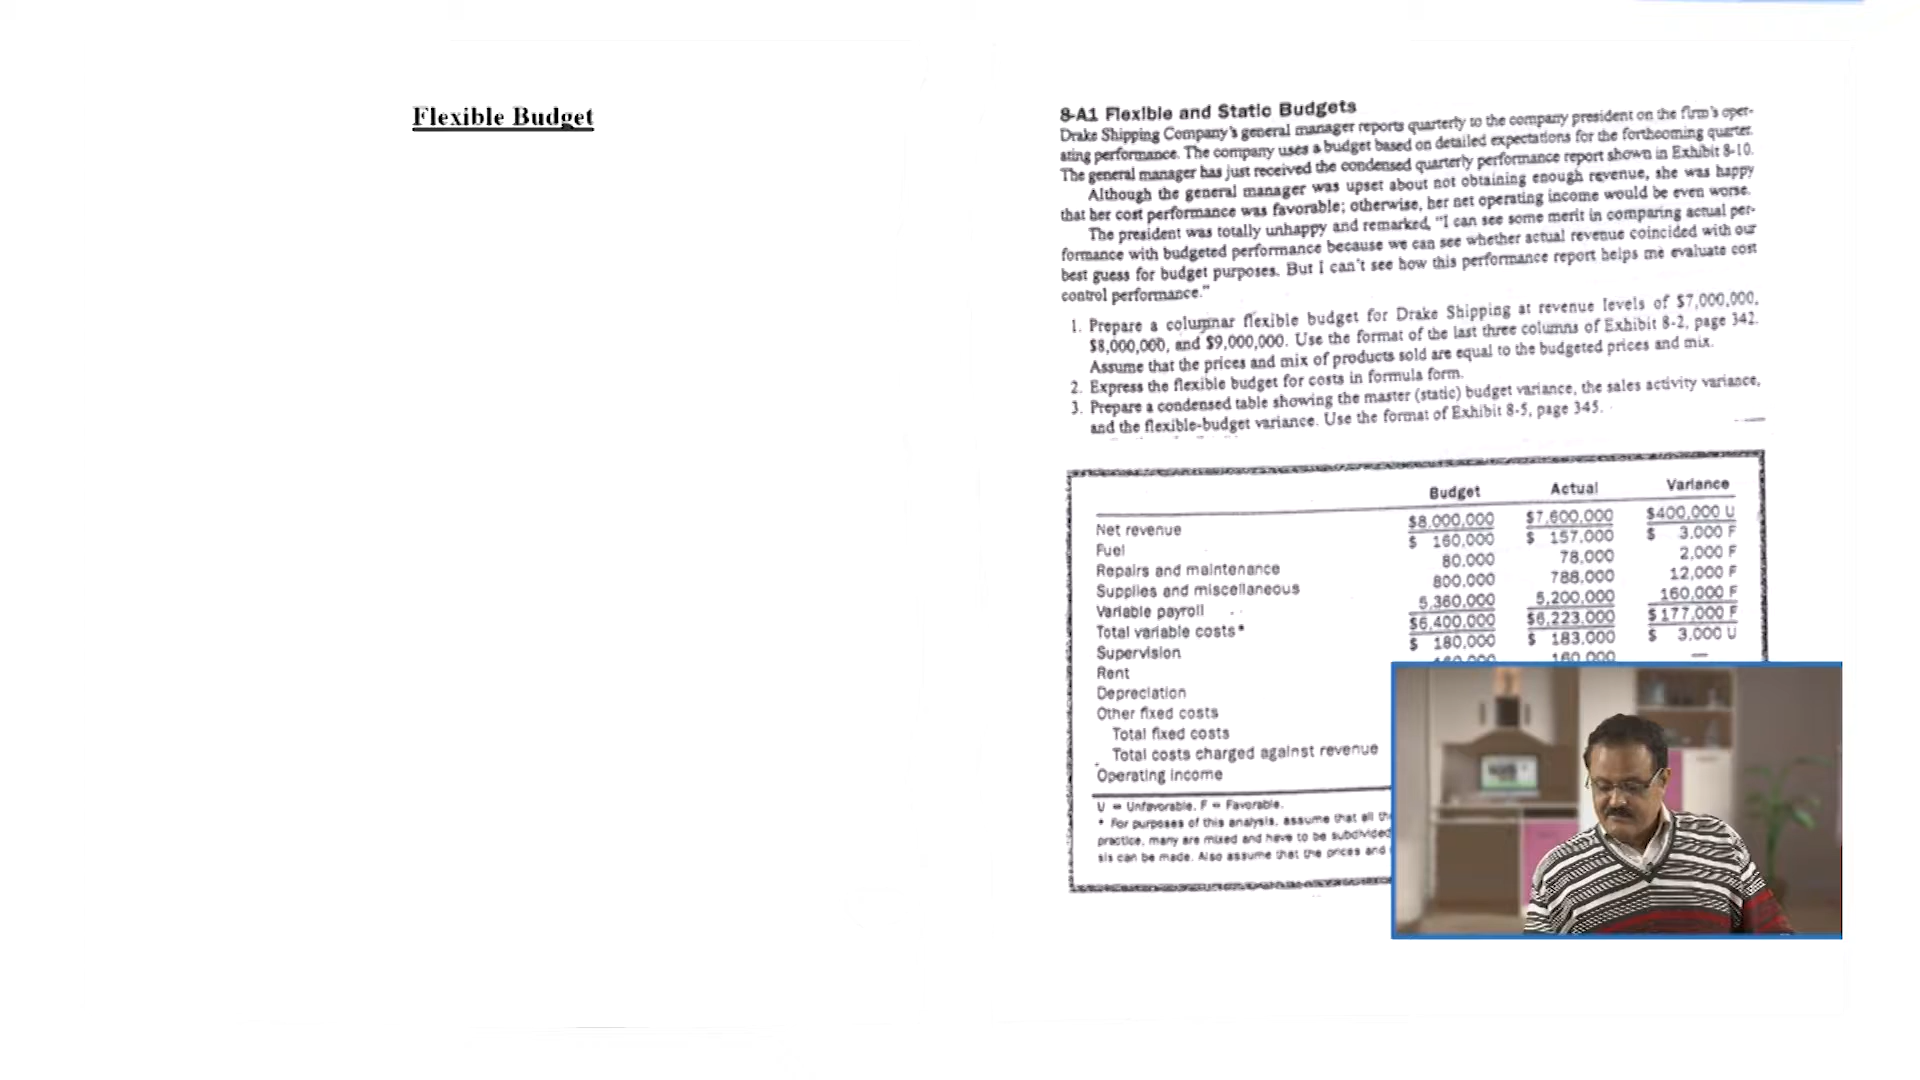 Flexible Budget
8-A1 Flexible and Static Budgets
Drake Shipping Company's general manager reports quarterly to the company president on the firm's oper-
ating performance. The company uses a budget based on detailed expectations for the forthcoming quarter.
The general manager has just received the condensed quarterly performance report shown in Exhibit 8-10.
Although the general manager was upset about not obtaining enough revenue, she was happy
that her cost performance was favorable; otherwise, her net operating income would be even worse.
The president was totally unhappy and remarked, "I can see some merit in comparing actual per-
formance with budgeted performance because we can see whether actual revenue coincided with our
best guess for budget purposes. But I can't see how this performance report helps me evaluate cost
control performance."
1. Prepare a columnar flexible budget for Drake Shipping at revenue levels of $7,000,000,
$8,000,000, and $9,000,000. Use the format of the last three columns of Exhibit 8-2, page 342.
Assume that the prices and mix of products sold are equal to the budgeted prices and mix.
2. Express the flexible budget for costs in formula form.
3. Prepare a condensed table showing the master (static) budget variance, the sales activity variance,
and the flexible-budget variance. Use the format of Exhibit 8-5, page 345.
Budget Actual Variance
Net revenue $8,000,000 $7,600,000 $400,000 U
Fuel $ 160,000 $ 157,000 $ 3,000 F
Repairs and maintenance 80,000 78,000 2,000 F
Supplies and miscellaneous 800,000 788,000 12,000 F
Variable payroll 5,360,000 5,200,000 160,000 F
Total variable costs* $6,400,000 $6,223,000 $177,000 F
Supervision $ 180,000 $ 183,000 $ 3,000 U
Rent 160,000 160,000 —
Depreciation
Other fixed costs
Total fixed costs
Total costs charged against revenue
Operating income
U = Unfavorable. F = Favorable.
* For purposes of this analysis, assume that all
practice, many are mixed and have to be subdivided
sis can be made. Also assume that the prices and